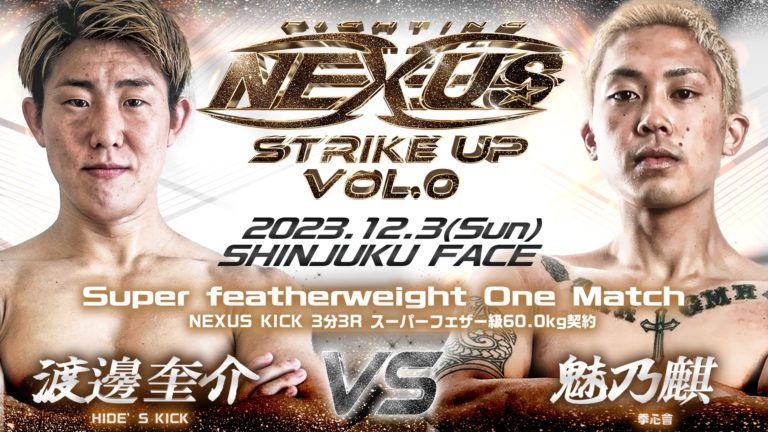 FIGHTING
NEXUS
STRIKE UP
VOL.0
2023.12.3(Sun)
SHINJUKU FACE
Super featherweight One Match
NEXUS KICK 3分3R スーパーフェザー級60.0kg契約
渡邊奎介
HIDE'S KICK
VS
魅乃麒
拳心會